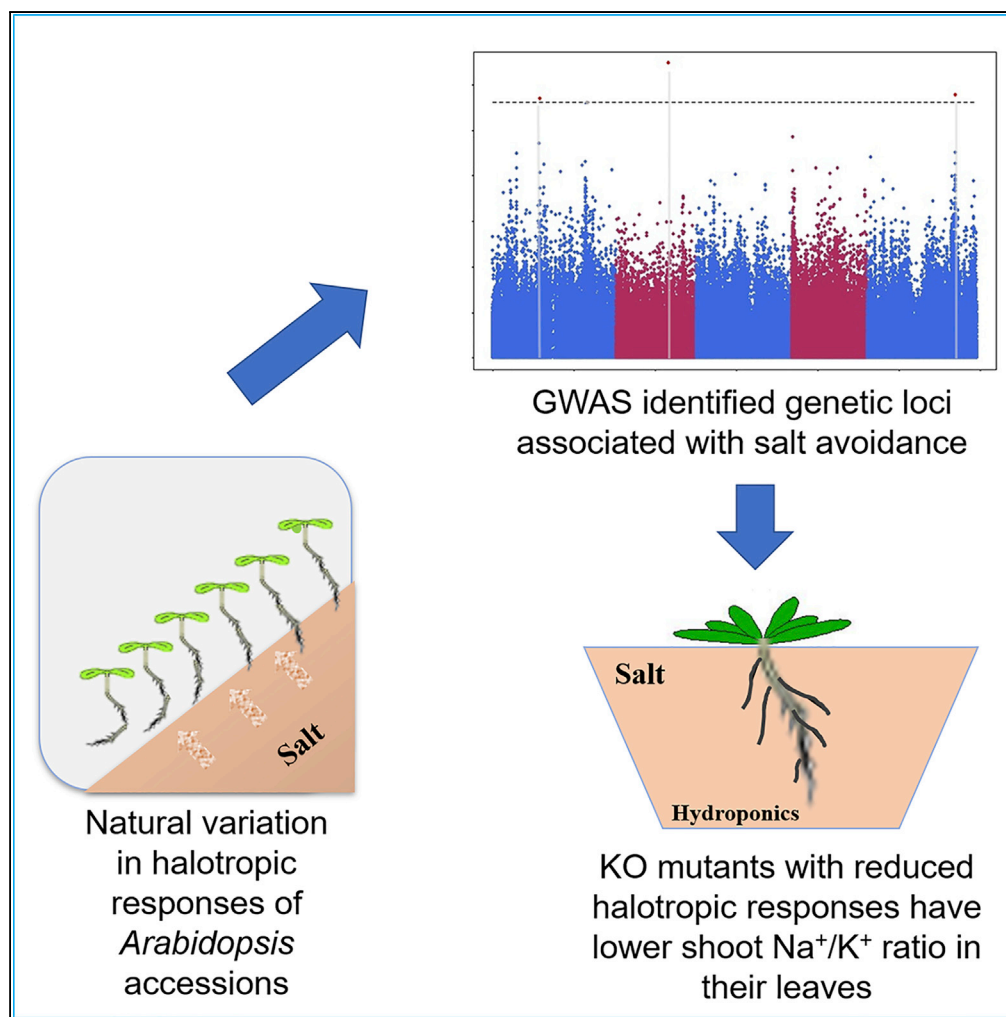 GWAS identified genetic loci
associated with salt avoidance
Salt
Natural variation
in halotropic
responses of
Arabidopsis
accessions
Salt
Hydroponics
KO mutants with reduced
halotropic responses have
lower shoot Na⁺/K⁺ ratio in
their leaves